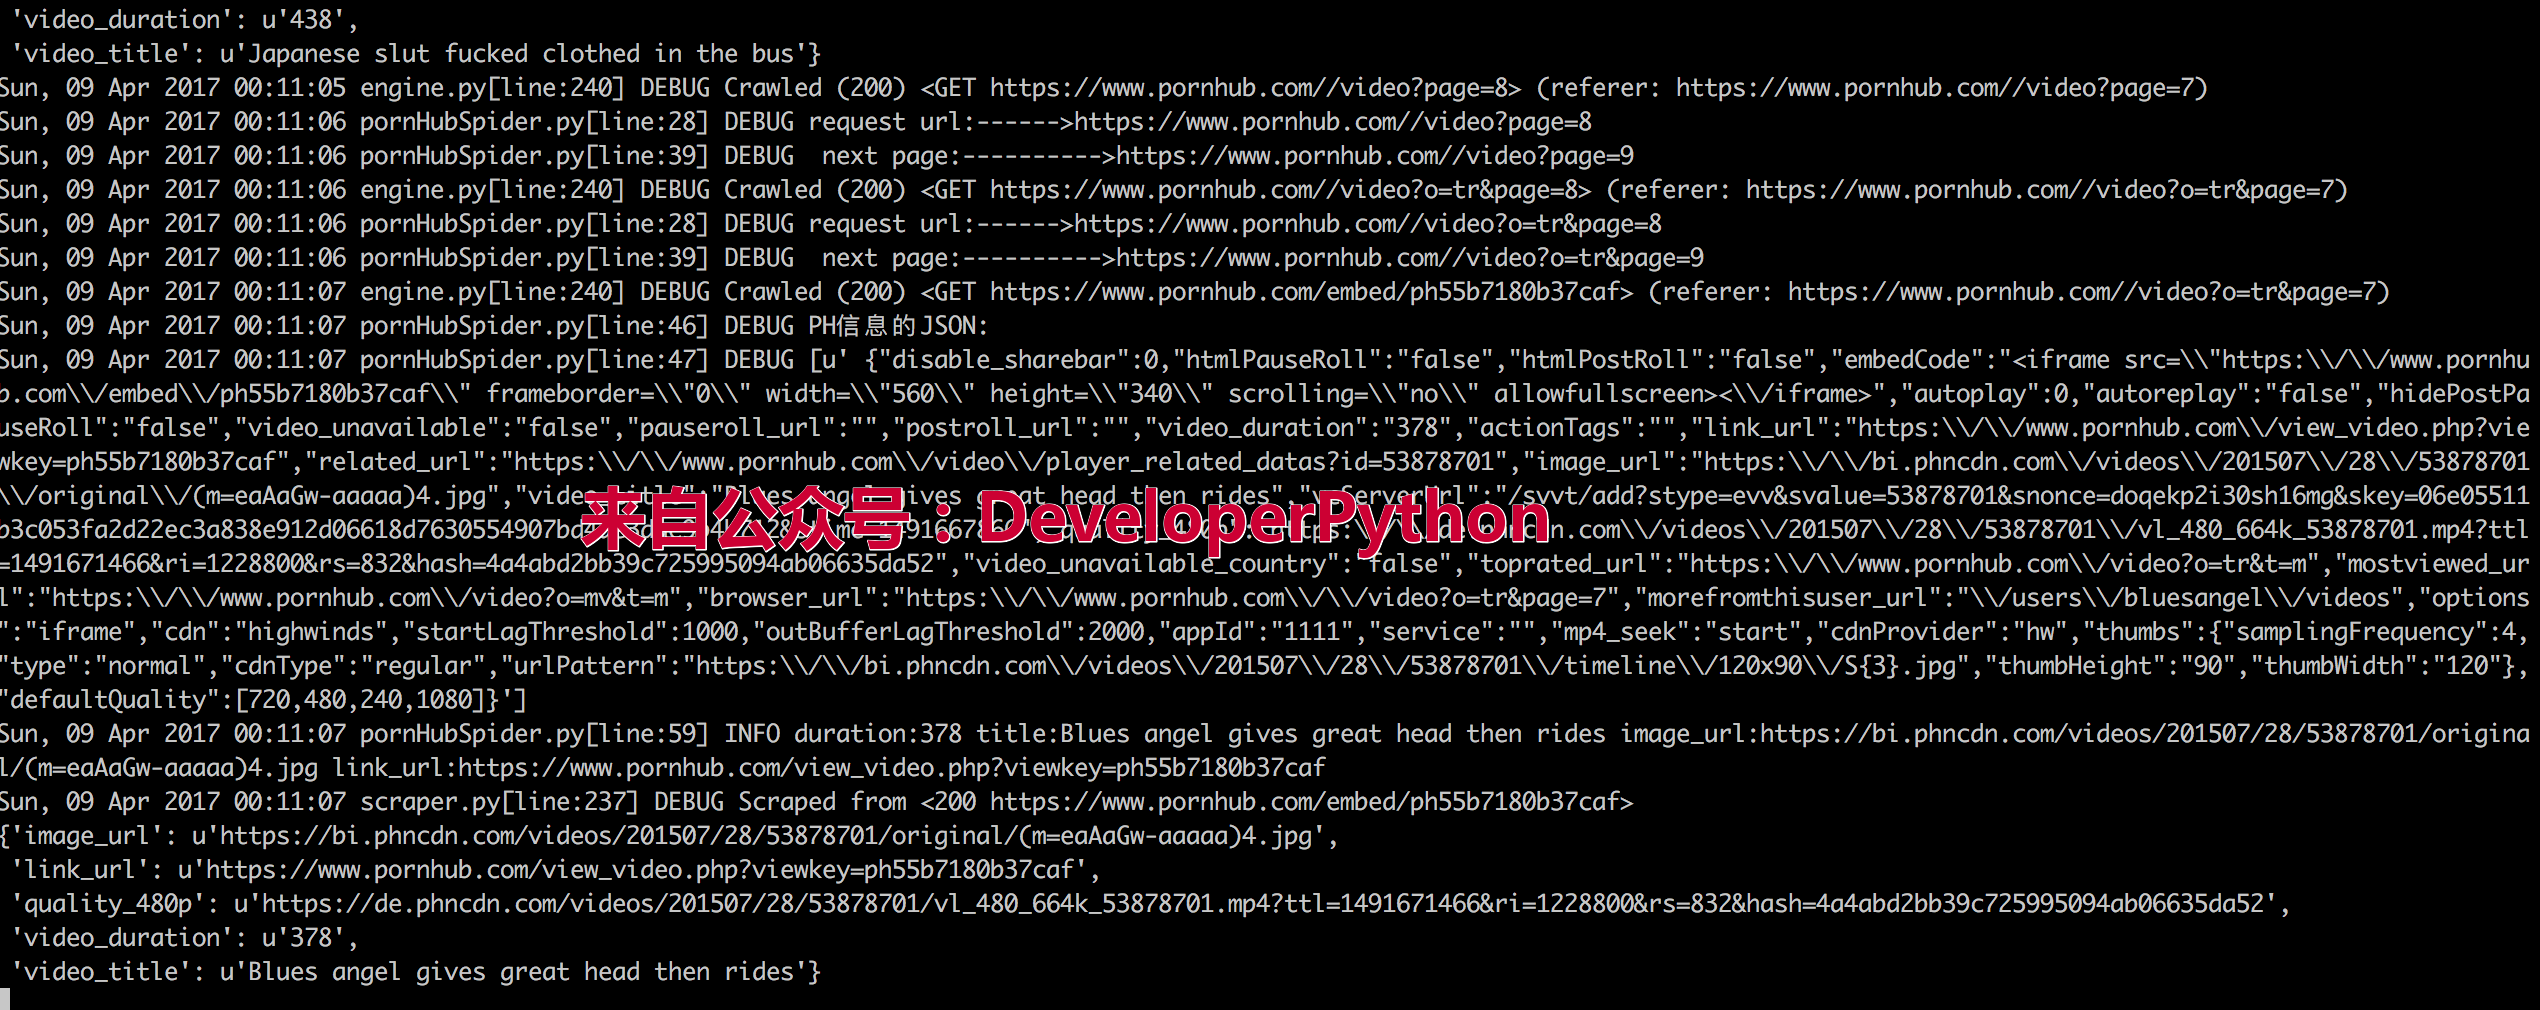 'video_duration': u'438',
'video_title': u'Japanese slut fucked clothed in the bus'}
Sun, 09 Apr 2017 00:11:05 engine.py[line:240] DEBUG Crawled (200) <GET https://www.pornhub.com//video?page=8> (referer: https://www.pornhub.com//video?page=7)
Sun, 09 Apr 2017 00:11:06 pornHubSpider.py[line:28] DEBUG request url:------>https://www.pornhub.com//video?page=8
Sun, 09 Apr 2017 00:11:06 pornHubSpider.py[line:39] DEBUG  next page:---------->https://www.pornhub.com//video?page=9
Sun, 09 Apr 2017 00:11:06 engine.py[line:240] DEBUG Crawled (200) <GET https://www.pornhub.com//video?o=tr&page=8> (referer: https://www.pornhub.com//video?o=tr&page=7)
Sun, 09 Apr 2017 00:11:06 pornHubSpider.py[line:28] DEBUG request url:------>https://www.pornhub.com//video?o=tr&page=8
Sun, 09 Apr 2017 00:11:06 pornHubSpider.py[line:39] DEBUG  next page:---------->https://www.pornhub.com//video?o=tr&page=9
Sun, 09 Apr 2017 00:11:07 engine.py[line:240] DEBUG Crawled (200) <GET https://www.pornhub.com/embed/ph55b7180b37caf> (referer: https://www.pornhub.com//video?o=tr&page=7)
Sun, 09 Apr 2017 00:11:07 pornHubSpider.py[line:46] DEBUG PH信息的JSON:
Sun, 09 Apr 2017 00:11:07 pornHubSpider.py[line:47] DEBUG [u' {"disable_sharebar":0,"htmlPauseRoll":"false","htmlPostRoll":"false","embedCode":"<iframe src=\\"https:\\/\\/www.pornhu
b.com\\/embed\\/ph55b7180b37caf\\" frameborder=\\"0\\" width=\\"560\\" height=\\"340\\" scrolling=\\"no\\" allowfullscreen><\\/iframe>","autoplay":0,"autoreplay":"false","hidePostPa
useRoll":"false","video_unavailable":"false","pauseroll_url":"","postroll_url":"","video_duration":"378","actionTags":"","link_url":"https:\\/\\/www.pornhub.com\\/view_video.php?vie
wkey=ph55b7180b37caf","related_url":"https:\\/\\/www.pornhub.com\\/video\\/player_related_datas?id=53878701","image_url":"https:\\/\\/bi.phncdn.com\\/videos\\/201507\\/28\\/53878701
\\/original\\/(m=eaAaGw-aaaaa)4.jpg","video_title":"Blues angel gives great head then rides" "/svvt/add?stype=evv&svalue=53878701&snonce=doqekp2i30sh16mg&skey=06e05511
来自公众号：DeveloperPython
b3c053fa2d22ec3a838e912d06618d7630554907 \\/videos\\/201507\\/28\\/53878701\\/vl_480_664k_53878701.mp4?ttl
=1491671466&ri=1228800&rs=832&hash=4a4abd2bb39c725995094ab06635da52","video_unavailable_country":"false","toprated_url":"https:\\/\\/www.pornhub.com\\/video?o=tr&t=m","mostviewed_ur
l":"https:\\/\\/www.pornhub.com\\/video?o=mv&t=m","browser_url":"https:\\/\\/www.pornhub.com\\/\\/video?o=tr&page=7","morefromthisuser_url":"\\/users\\/bluesangel\\/videos","options
":"iframe","cdn":"highwinds","startLagThreshold":1000,"outBufferLagThreshold":2000,"appId":"1111","service":"","mp4_seek":"start","cdnProvider":"hw","thumbs":{"samplingFrequency":4,
"type":"normal","cdnType":"regular","urlPattern":"https:\\/\\/bi.phncdn.com\\/videos\\/201507\\/28\\/53878701\\/timeline\\/120x90\\/S{3}.jpg","thumbHeight":"90","thumbWidth":"120"},
"defaultQuality":[720,480,240,1080]}']
Sun, 09 Apr 2017 00:11:07 pornHubSpider.py[line:59] INFO duration:378 title:Blues angel gives great head then rides image_url:https://bi.phncdn.com/videos/201507/28/53878701/origina
l/(m=eaAaGw-aaaaa)4.jpg link_url:https://www.pornhub.com/view_video.php?viewkey=ph55b7180b37caf
Sun, 09 Apr 2017 00:11:07 scraper.py[line:237] DEBUG Scraped from <200 https://www.pornhub.com/embed/ph55b7180b37caf>
{'image_url': u'https://bi.phncdn.com/videos/201507/28/53878701/original/(m=eaAaGw-aaaaa)4.jpg',
'link_url': u'https://www.pornhub.com/view_video.php?viewkey=ph55b7180b37caf',
'quality_480p': u'https://de.phncdn.com/videos/201507/28/53878701/vl_480_664k_53878701.mp4?ttl=1491671466&ri=1228800&rs=832&hash=4a4abd2bb39c725995094ab06635da52',
'video_duration': u'378',
'video_title': u'Blues angel gives great head then rides'}